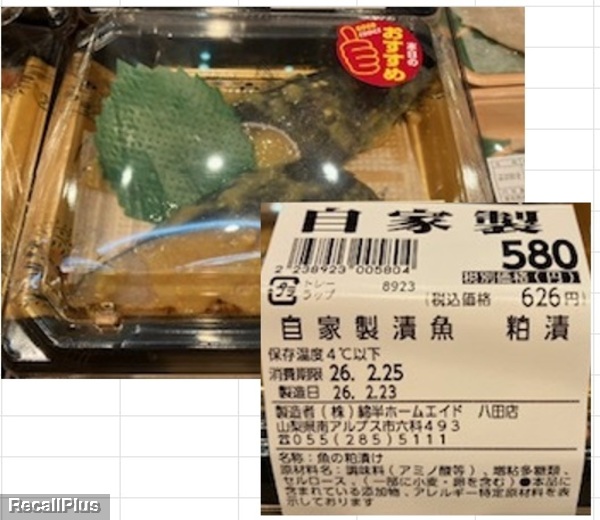 本日の
おすすめ
自家製
580
2 238923 005804
税別価格(円)
プラ
トレー
ラップ
8923
(税込価格 626円)
自家製漬魚 粕漬
保存温度4℃以下
消費期限 26. 2.25
製造日 26. 2.23
製造者(株)綿半ホームエイド 八田店
山梨県南アルプス市六科493
☎055(285)5111
名称:魚の粕漬け
原材料名:調味料(アミノ酸等)、増粘多糖類、
セルロース、(一部に小麦・卵を含む)●本品に
含まれている添加物、アレルギー特定原材料を表
示しております
RecallPlus